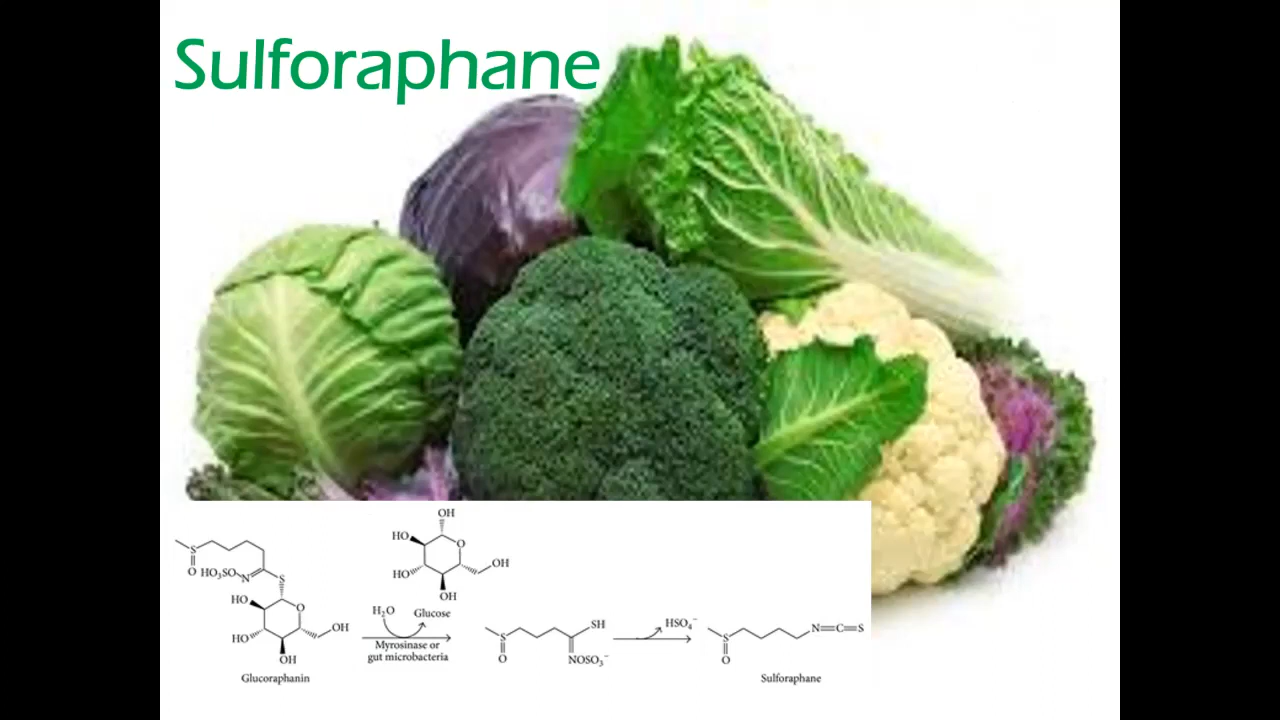 Sulforaphane
OH
HO
O
OH
HO
OH
S
O
HO₃SO
N
S
HO
O
OH
HO
OH
H₂O
Glucose
Myrosinase or
gut microbacteria
SH
S
O
NOSO₃⁻
HSO₄⁻
N=C=S
S
O
Glucoraphanin
Sulforaphane